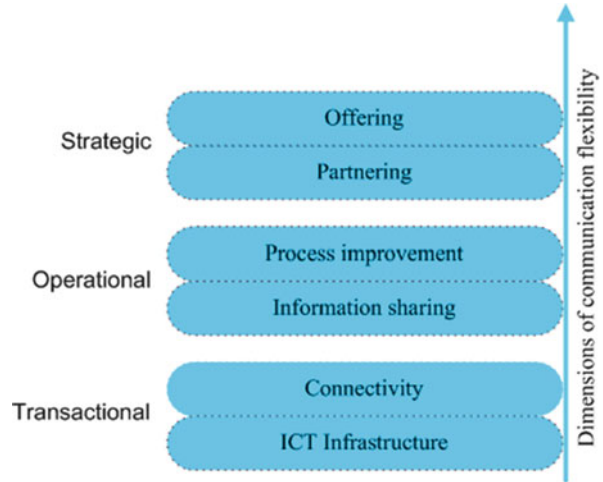 Offering
Strategic
Partnering
Process improvement
Operational
Information sharing
Connectivity
Transactional
ICT Infrastructure
Dimensions of communication flexibility